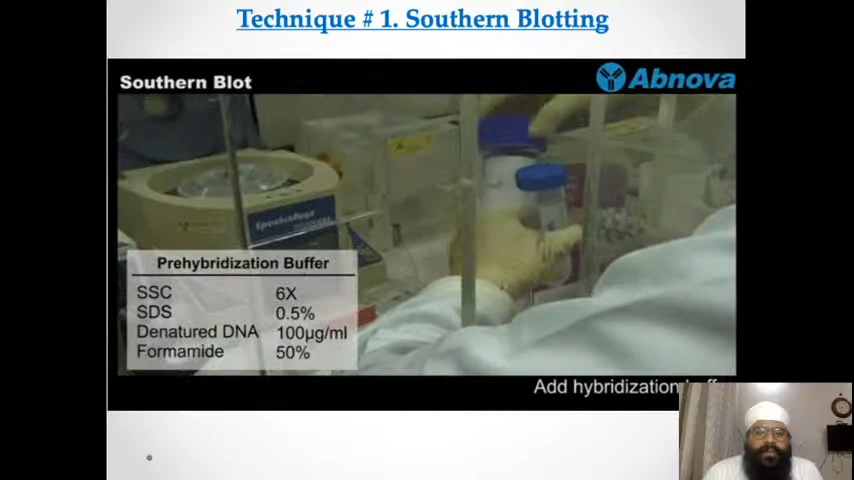 Technique # 1. Southern Blotting
Southern Blot
Abnova
Prehybridization Buffer
SSC 6X
SDS 0.5%
Denatured DNA 100µg/ml
Formamide 50%
Add hybridization